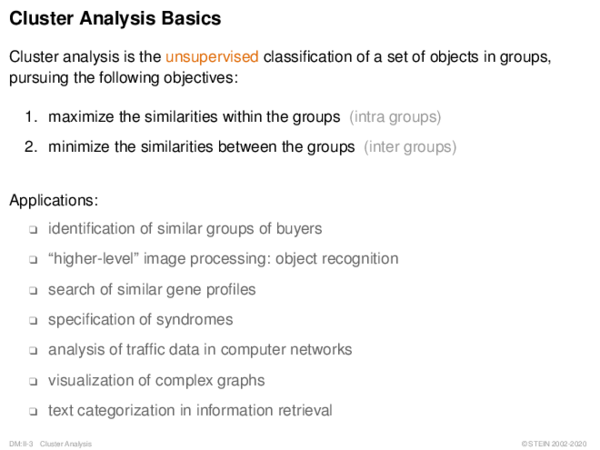 Cluster Analysis Basics
Cluster analysis is the unsupervised classification of a set of objects in groups,
pursuing the following objectives:
1. maximize the similarities within the groups (intra groups)
2. minimize the similarities between the groups (inter groups)
Applications:
❑ identification of similar groups of buyers
❑ “higher-level” image processing: object recognition
❑ search of similar gene profiles
❑ specification of syndromes
❑ analysis of traffic data in computer networks
❑ visualization of complex graphs
❑ text categorization in information retrieval
DM:II-3 Cluster Analysis
© STEIN 2002-2020